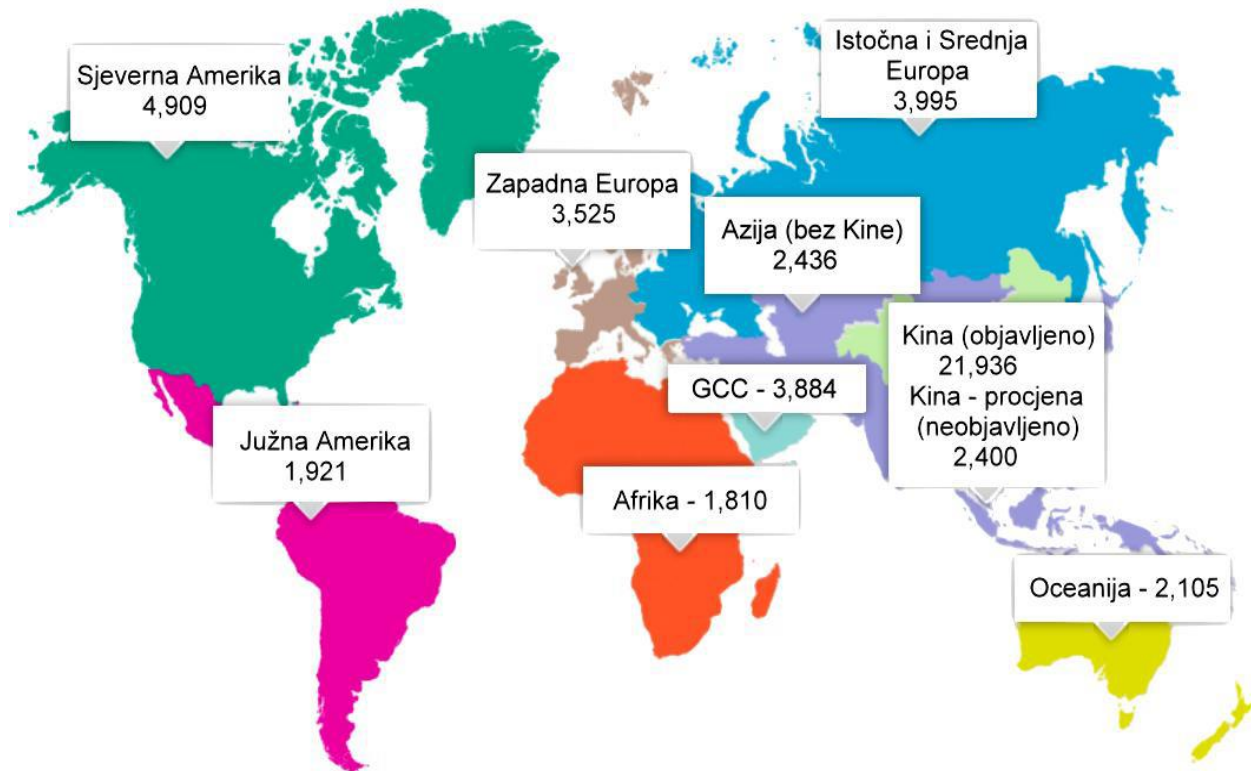 Sjeverna Amerika
4,909
Istočna i Srednja
Europa
3,995
Zapadna Europa
3,525
Azija (bez Kine)
2,436
Kina (objavljeno)
21,936
Kina - procjena
(neobjavljeno)
2,400
GCC - 3,884
Južna Amerika
1,921
Afrika - 1,810
Oceanija - 2,105